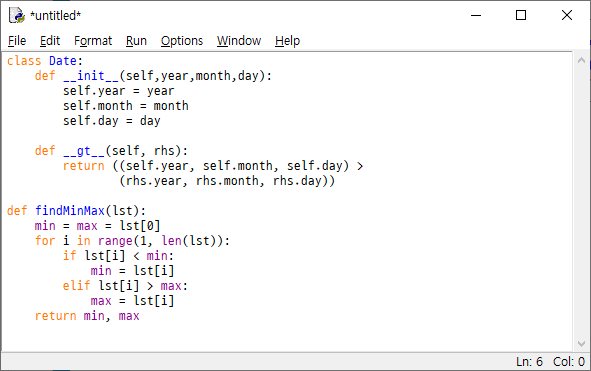 *untitled*
File Edit Format Run Options Window Help
class Date:
    def __init__(self,year,month,day):
        self.year = year
        self.month = month
        self.day = day

    def __gt__(self, rhs):
        return ((self.year, self.month, self.day) >
                (rhs.year, rhs.month, rhs.day))

def findMinMax(lst):
    min = max = lst[0]
    for i in range(1, len(lst)):
        if lst[i] < min:
            min = lst[i]
        elif lst[i] > max:
            max = lst[i]
    return min, max
Ln: 6 Col: 0